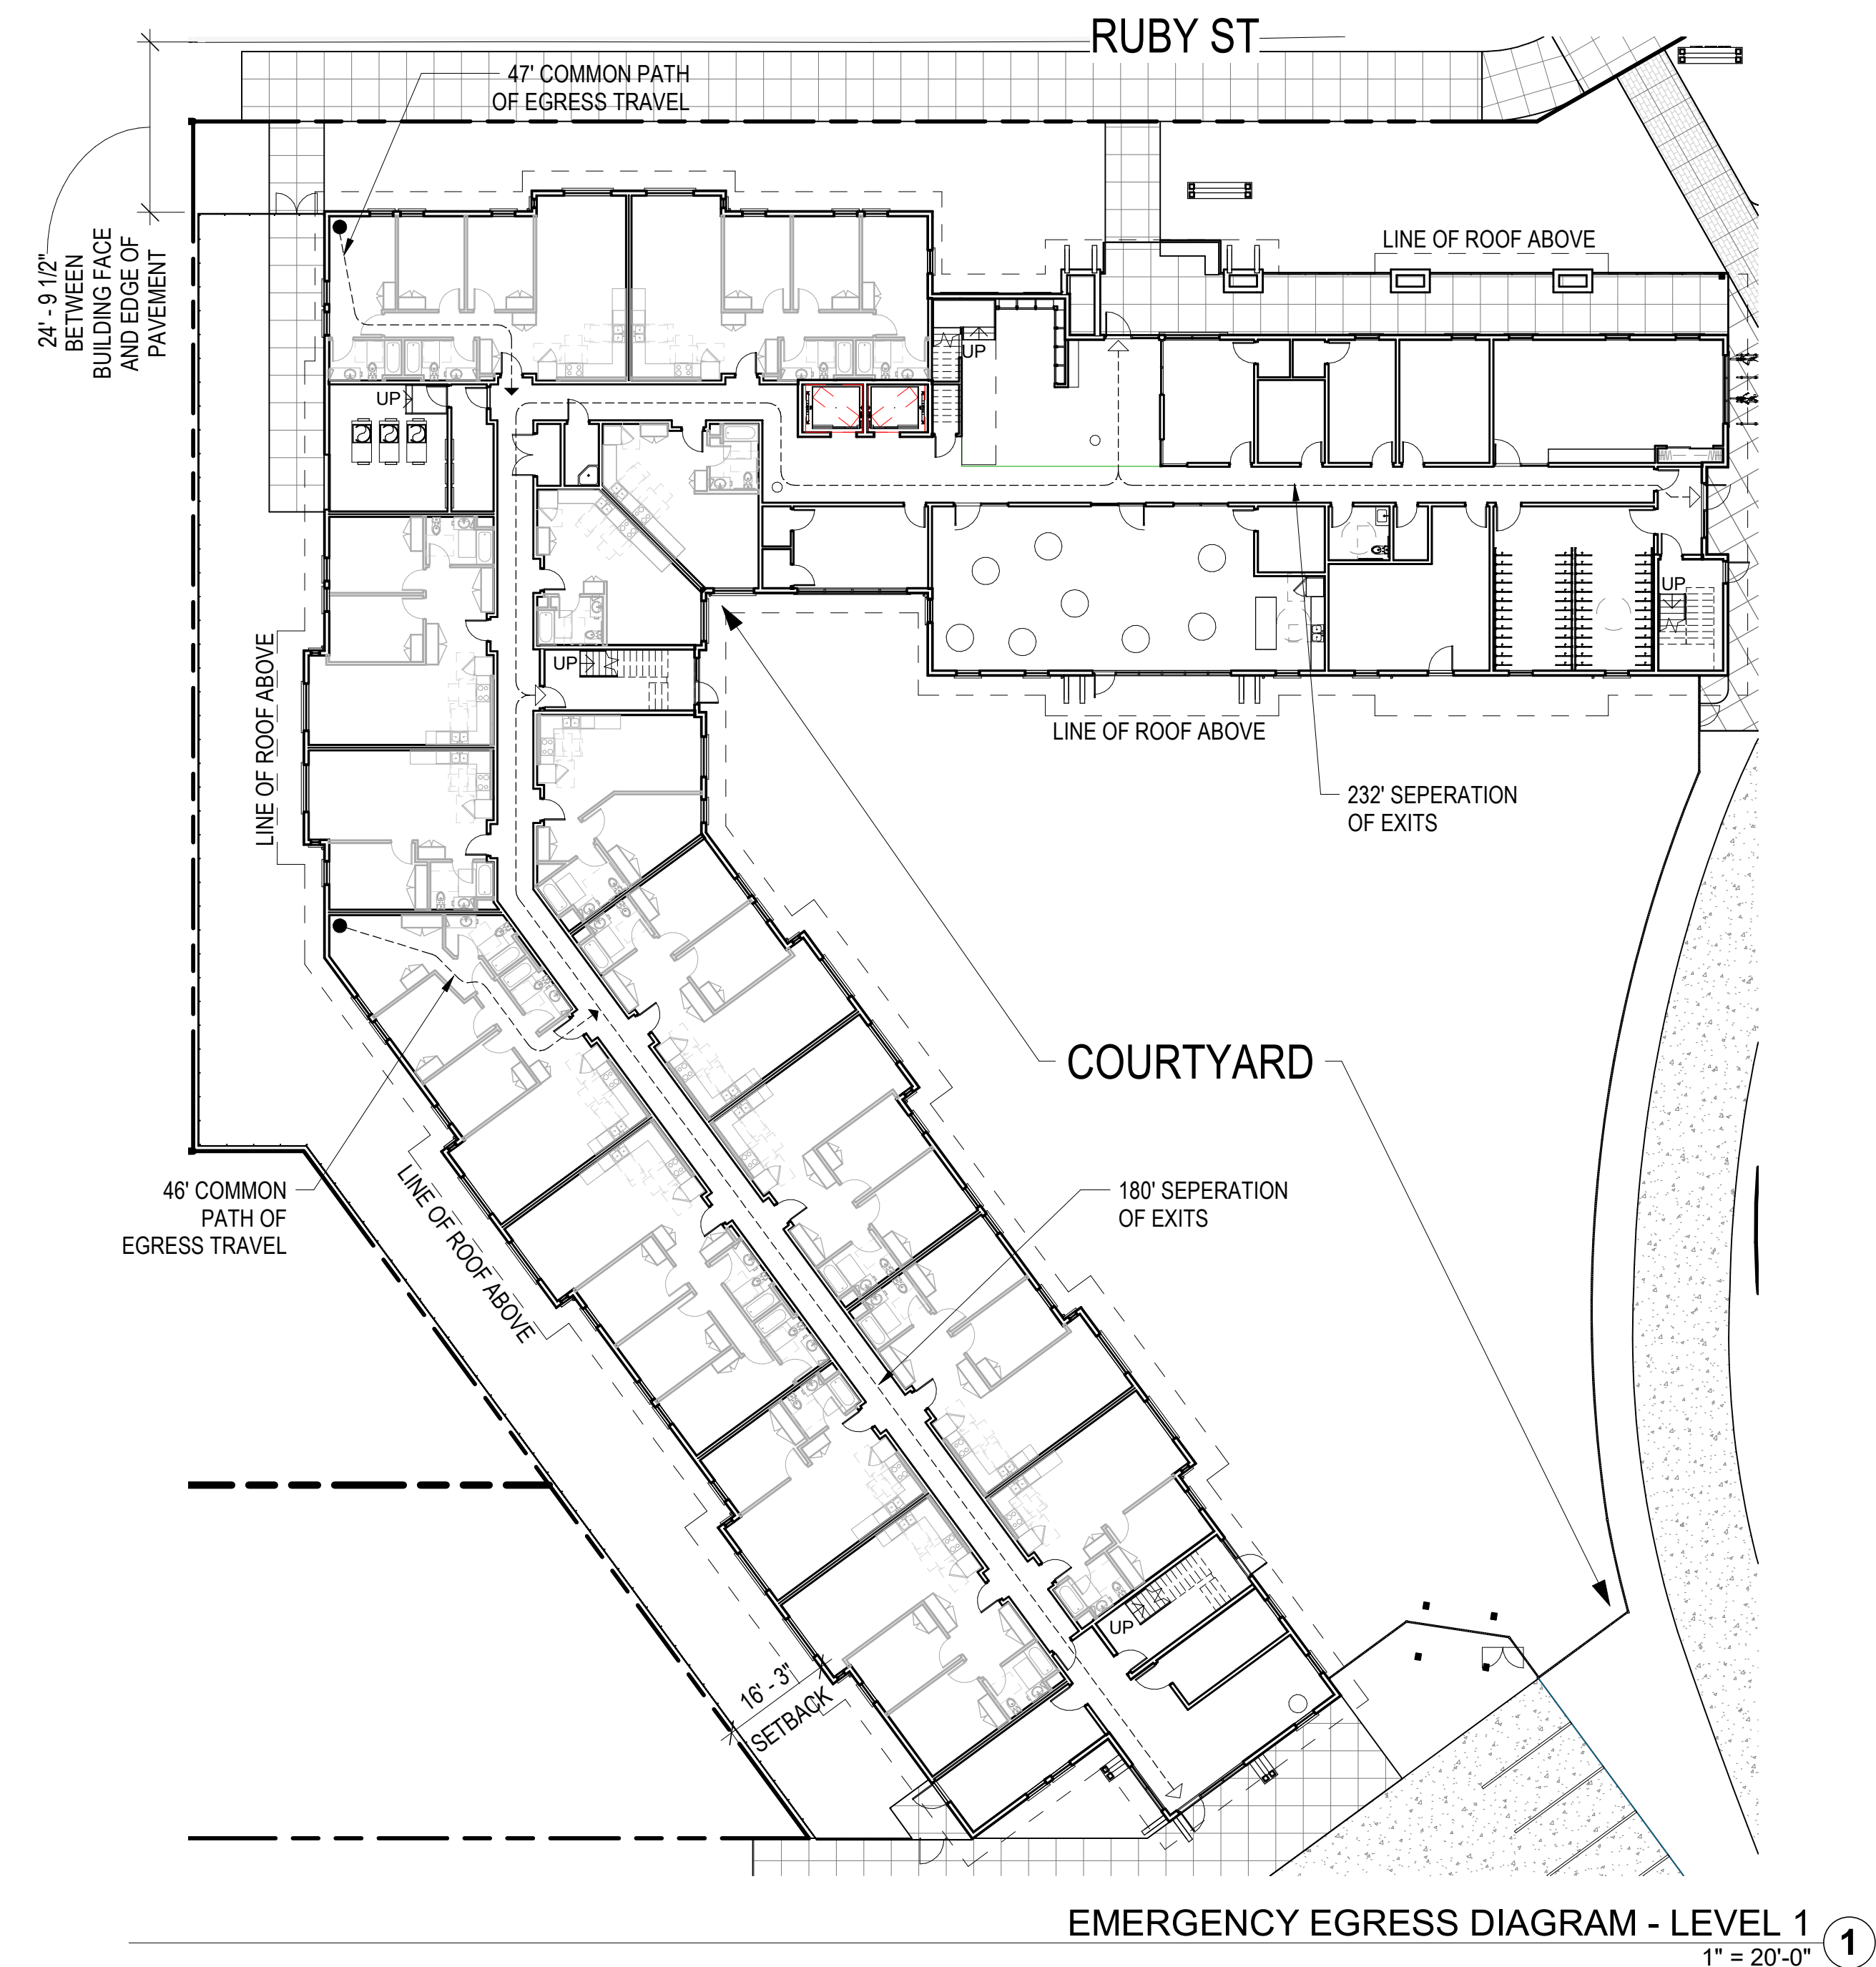 RUBY ST
47' COMMON PATH
OF EGRESS TRAVEL
24' - 9 1/2"
BETWEEN
BUILDING FACE
AND EDGE OF
PAVEMENT
LINE OF ROOF ABOVE
UP
UP
UP
UP
LINE OF ROOF ABOVE
LINE OF ROOF ABOVE
232' SEPERATION
OF EXITS
COURTYARD
46' COMMON
PATH OF
EGRESS TRAVEL
LINE OF ROOF ABOVE
180' SEPERATION
OF EXITS
UP
16' - 3"
SETBACK
EMERGENCY EGRESS DIAGRAM - LEVEL 1
1
1" = 20'-0"